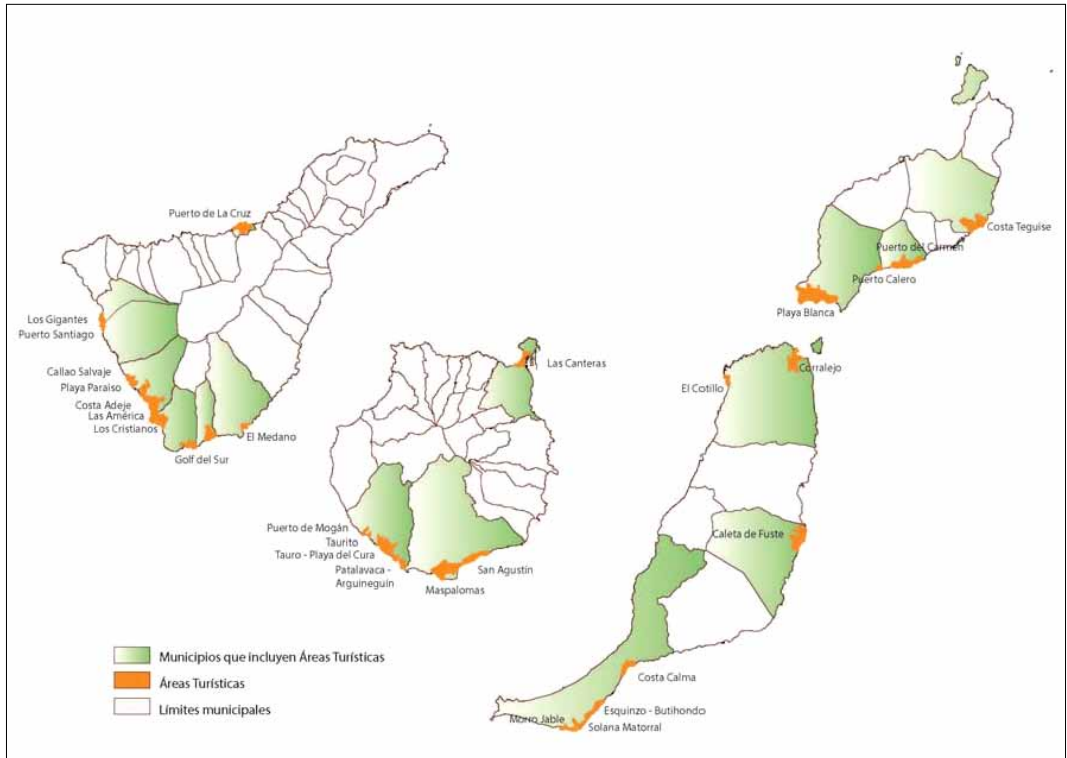 Puerto de La Cruz
Los Gigantes
Puerto Santiago
Callao Salvaje
Playa Paraiso
Costa Adeje
Las América
Los Cristianos
Golf del Sur
El Medano
Las Canteras
Puerto de Mogán
Taurito
Tauro - Playa del Cura
Patalavaca -
Arguineguin
Maspalomas
San Agustin
Costa Teguise
Puerto del Carmen
Puerto Calero
Playa Blanca
Corralejo
El Cotillo
Caleta de Fuste
Costa Calma
Esquinzo - Butihondo
Morro Jable
Solana Matorral
Municipios que incluyen Áreas Turísticas
Áreas Turísticas
Límites municipales